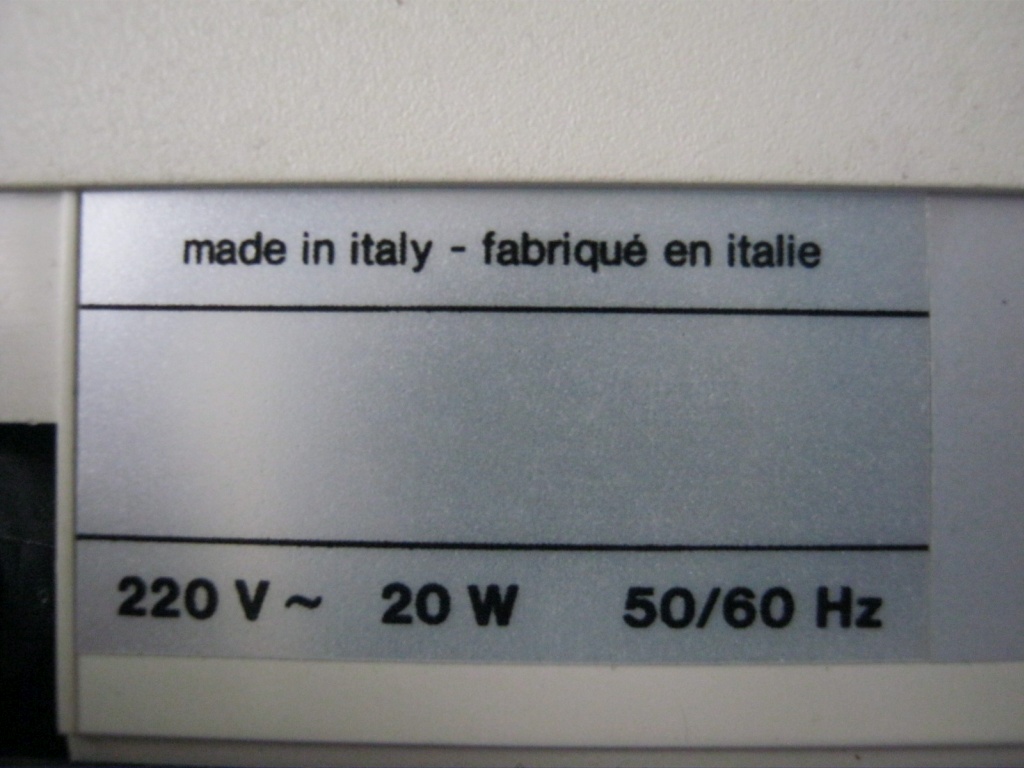 made in italy - fabriqué en italie
220 V ~ 20 W 50/60 Hz